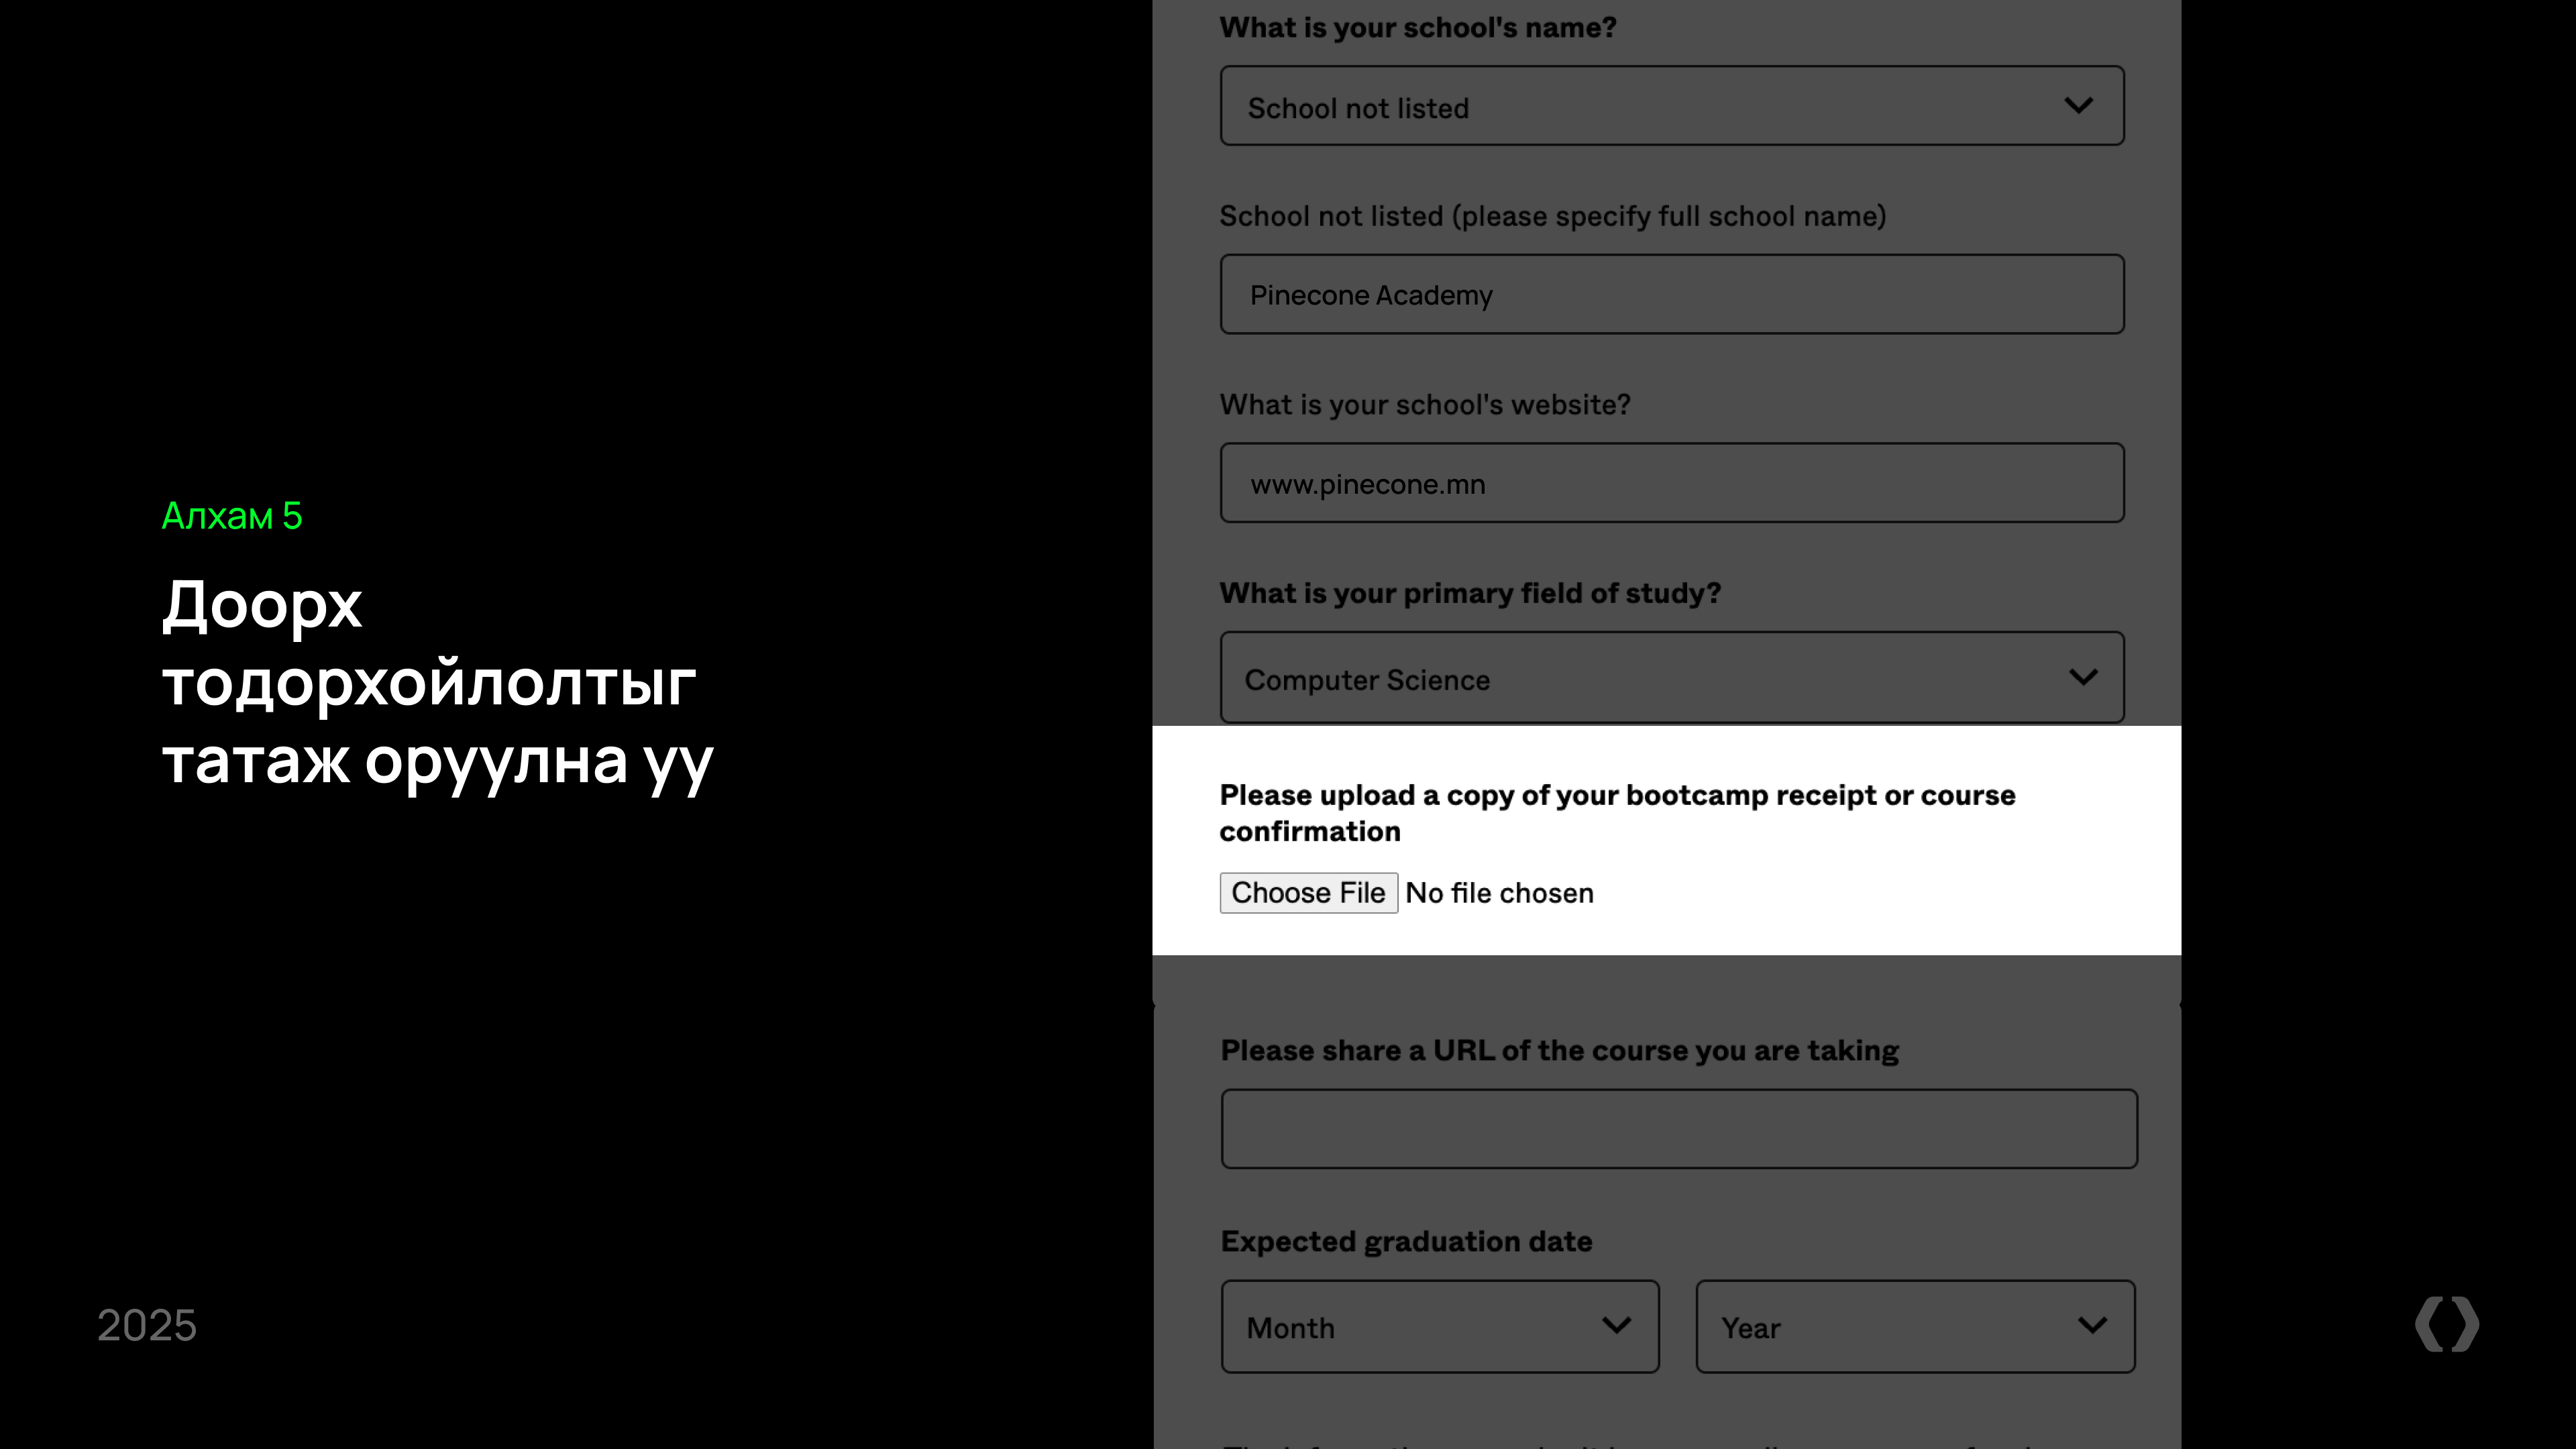 Алхам 5
Доорх
тодорхойлолтыг
татаж оруулна уу
2025
What is your school's name?
School not listed
School not listed (please specify full school name)
Pinecone Academy
What is your school's website?
www.pinecone.mn
What is your primary field of study?
Computer Science
Please upload a copy of your bootcamp receipt or course
confirmation
Choose File No file chosen
Please share a URL of the course you are taking
Expected graduation date
Month Year